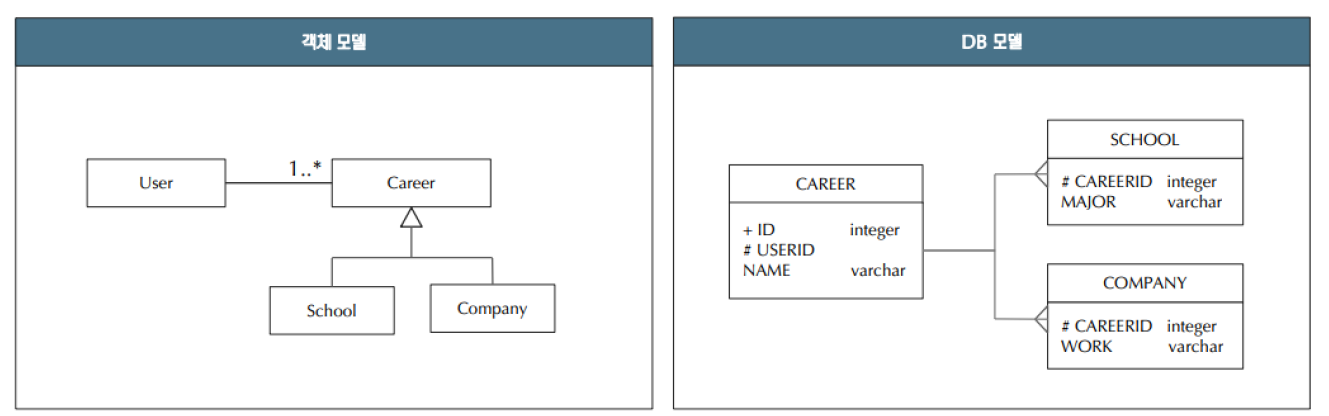 객체 모델
User
1..*
Career
School
Company
DB 모델
CAREER
+ ID integer
# USERID
NAME varchar
SCHOOL
# CAREERID integer
MAJOR varchar
COMPANY
# CAREERID integer
WORK varchar